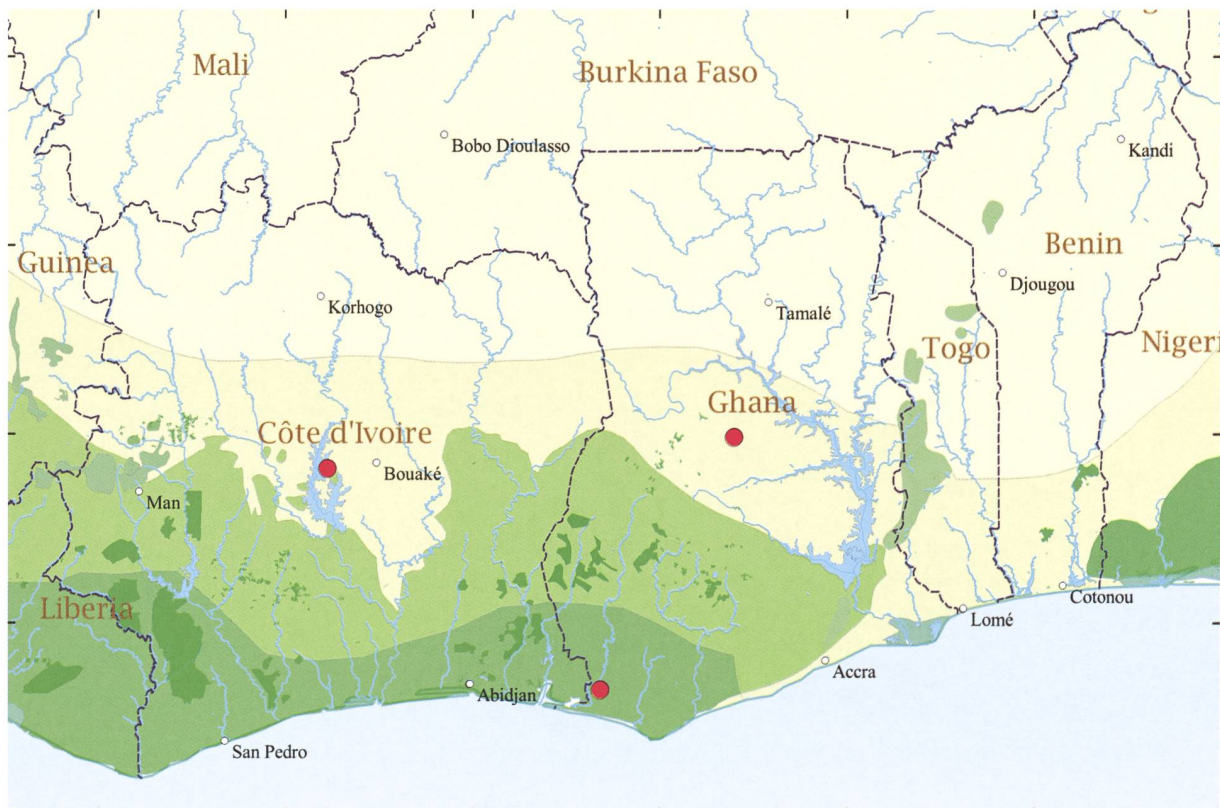 Mali
Burkina Faso
Bobo Dioulasso
Kandi
Guinea
Benin
Korhogo
Djougou
Tamalé
Togo
Nigeri
Ghana
Côte d'Ivoire
Bouaké
Man
Liberia
Cotonou
Lomé
Accra
Abidjan
San Pedro